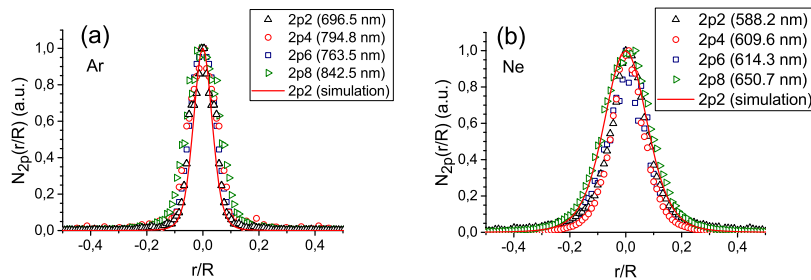 (a)
Ar
2p2 (696.5 nm)
2p4 (794.8 nm)
2p6 (763.5 nm)
2p8 (842.5 nm)
2p2 (simulation)
N2p(r/R) (a.u.)
1,0
0,8
0,6
0,4
0,2
0,0
-0,4 -0,2 0,0 0,2 0,4
r/R
(b)
Ne
2p2 (588.2 nm)
2p4 (609.6 nm)
2p6 (614.3 nm)
2p8 (650.7 nm)
2p2 (simulation)
N2p(r/R) (a.u.)
1,0
0,8
0,6
0,4
0,2
0,0
-0,4 -0,2 0,0 0,2 0,4
r/R